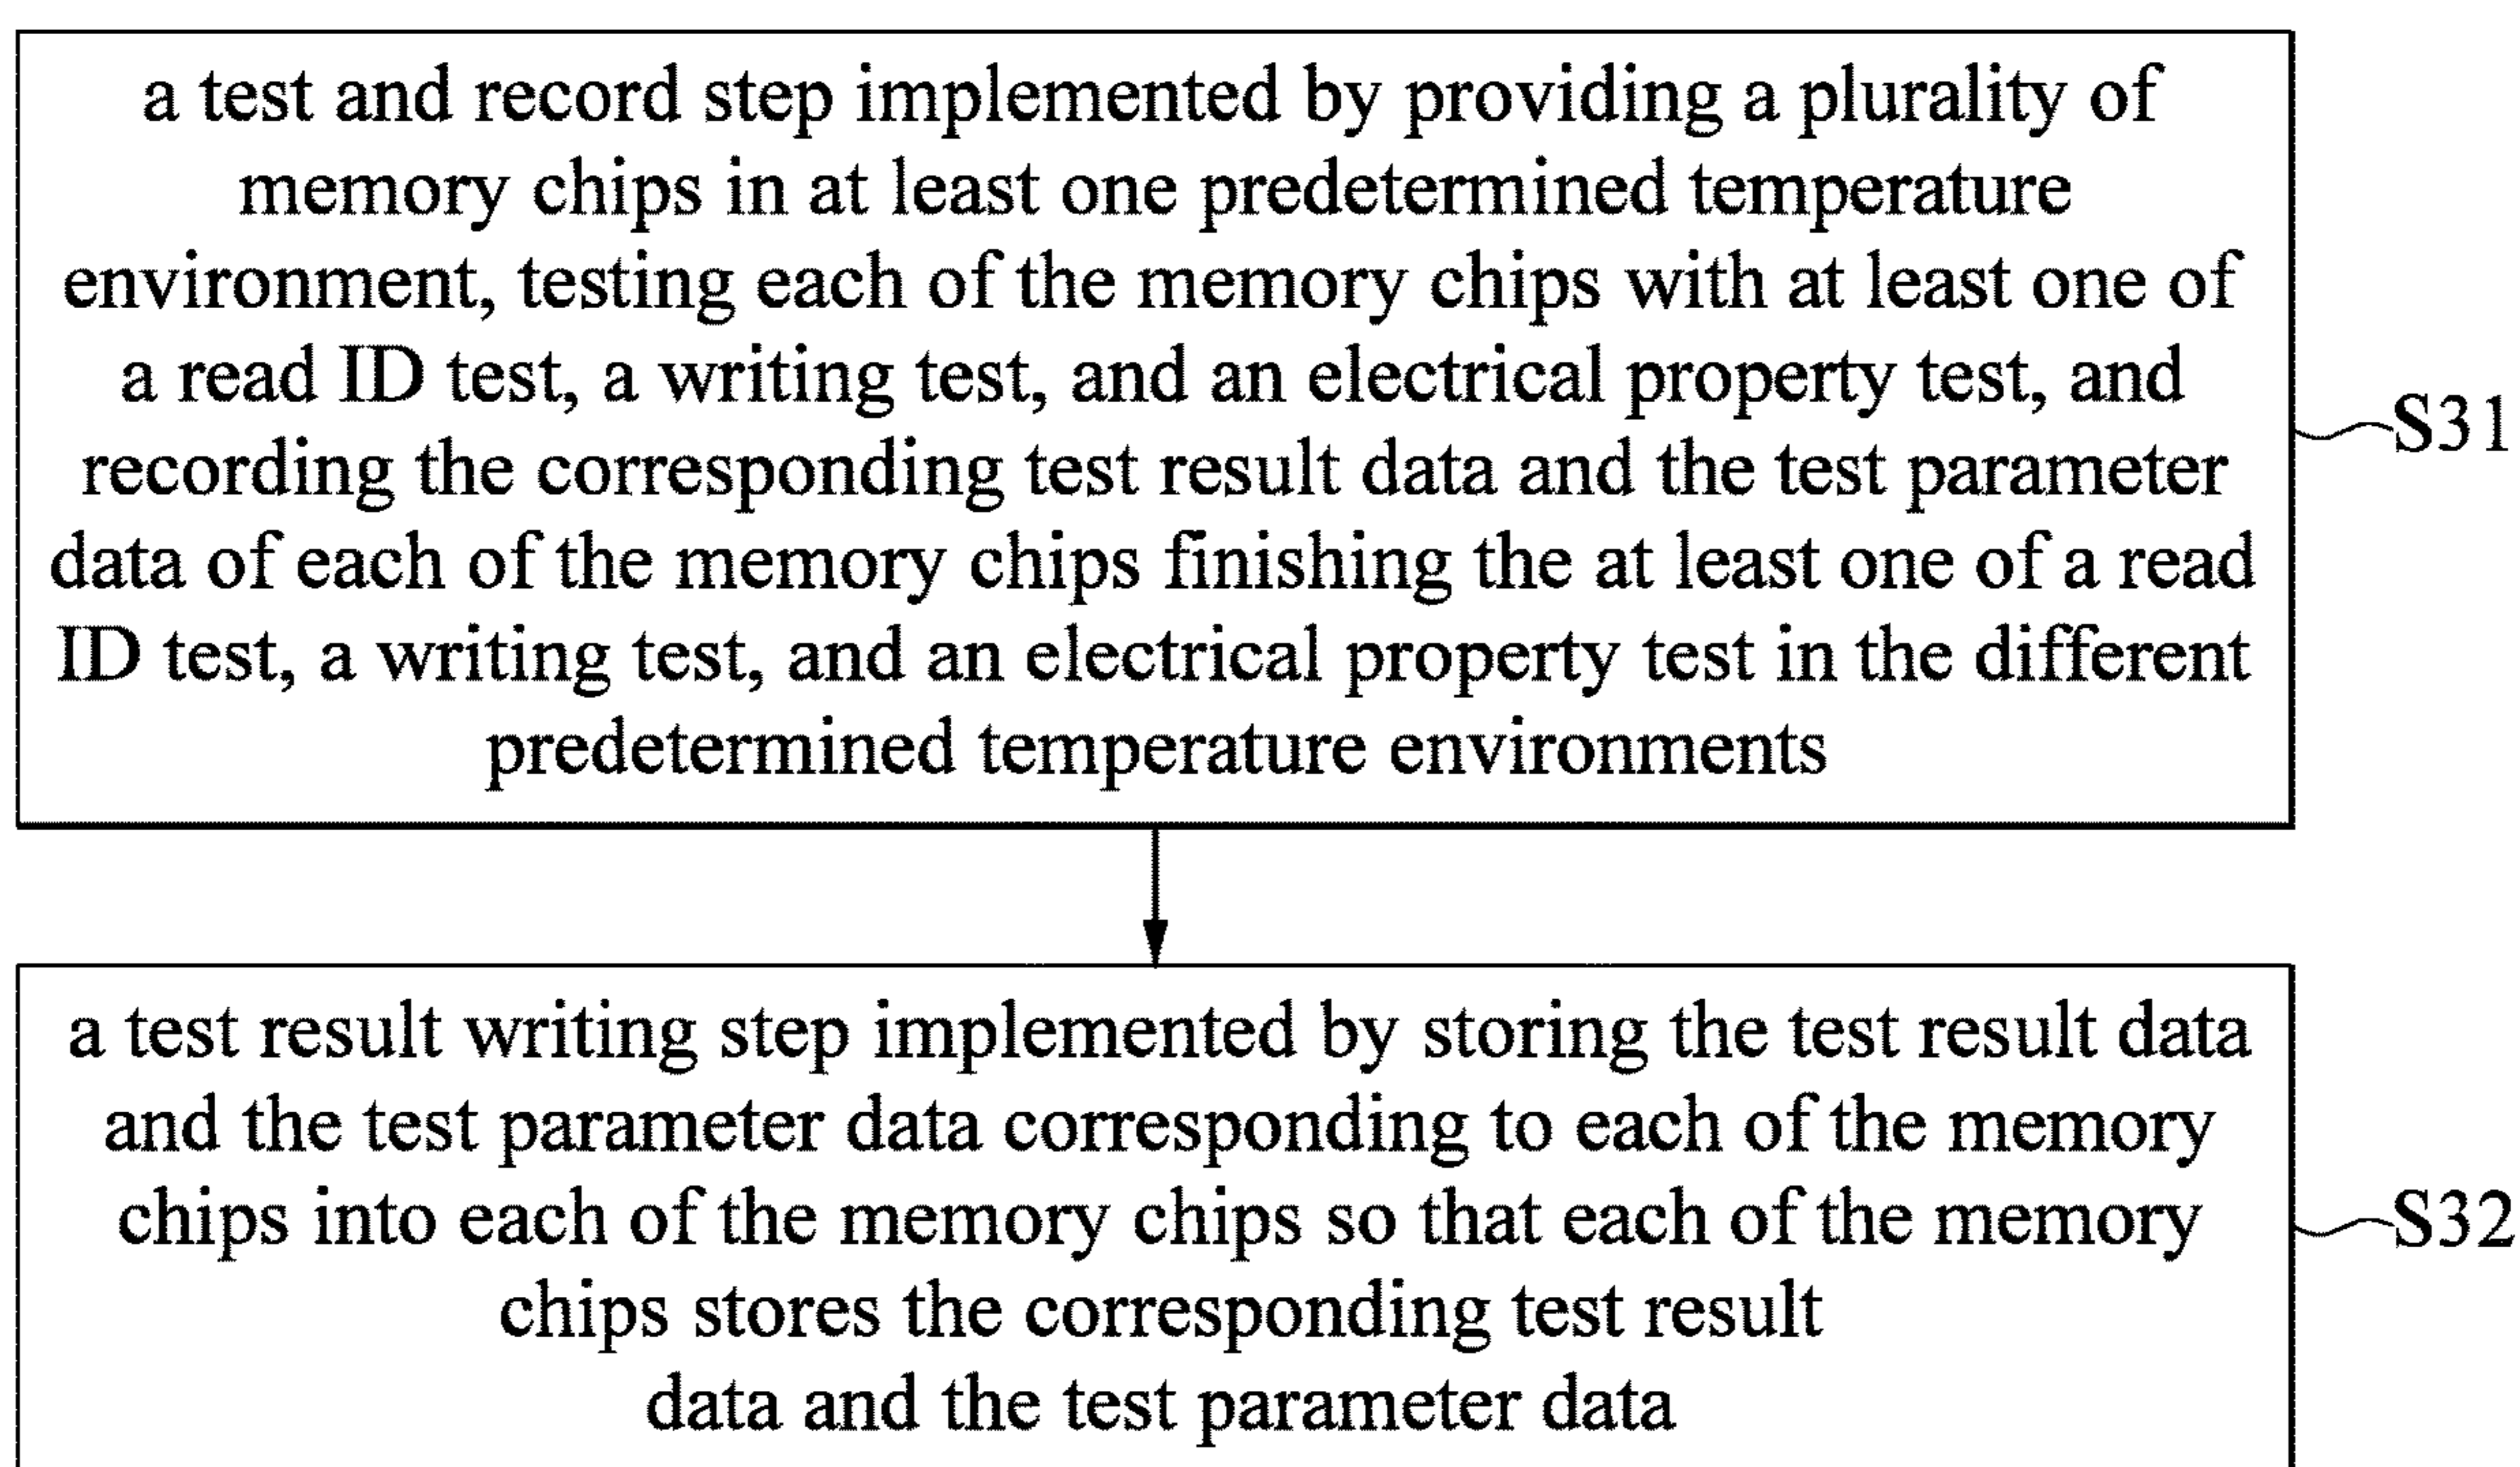 a test and record step implemented by providing a plurality of
memory chips in at least one predetermined temperature
environment, testing each of the memory chips with at least one of
a read ID test, a writing test, and an electrical property test, and
recording the corresponding test result data and the test parameter
data of each of the memory chips finishing the at least one of a read
ID test, a writing test, and an electrical property test in the different
predetermined temperature environments
S31
a test result writing step implemented by storing the test result data
and the test parameter data corresponding to each of the memory
chips into each of the memory chips so that each of the memory
chips stores the corresponding test result
data and the test parameter data
S32